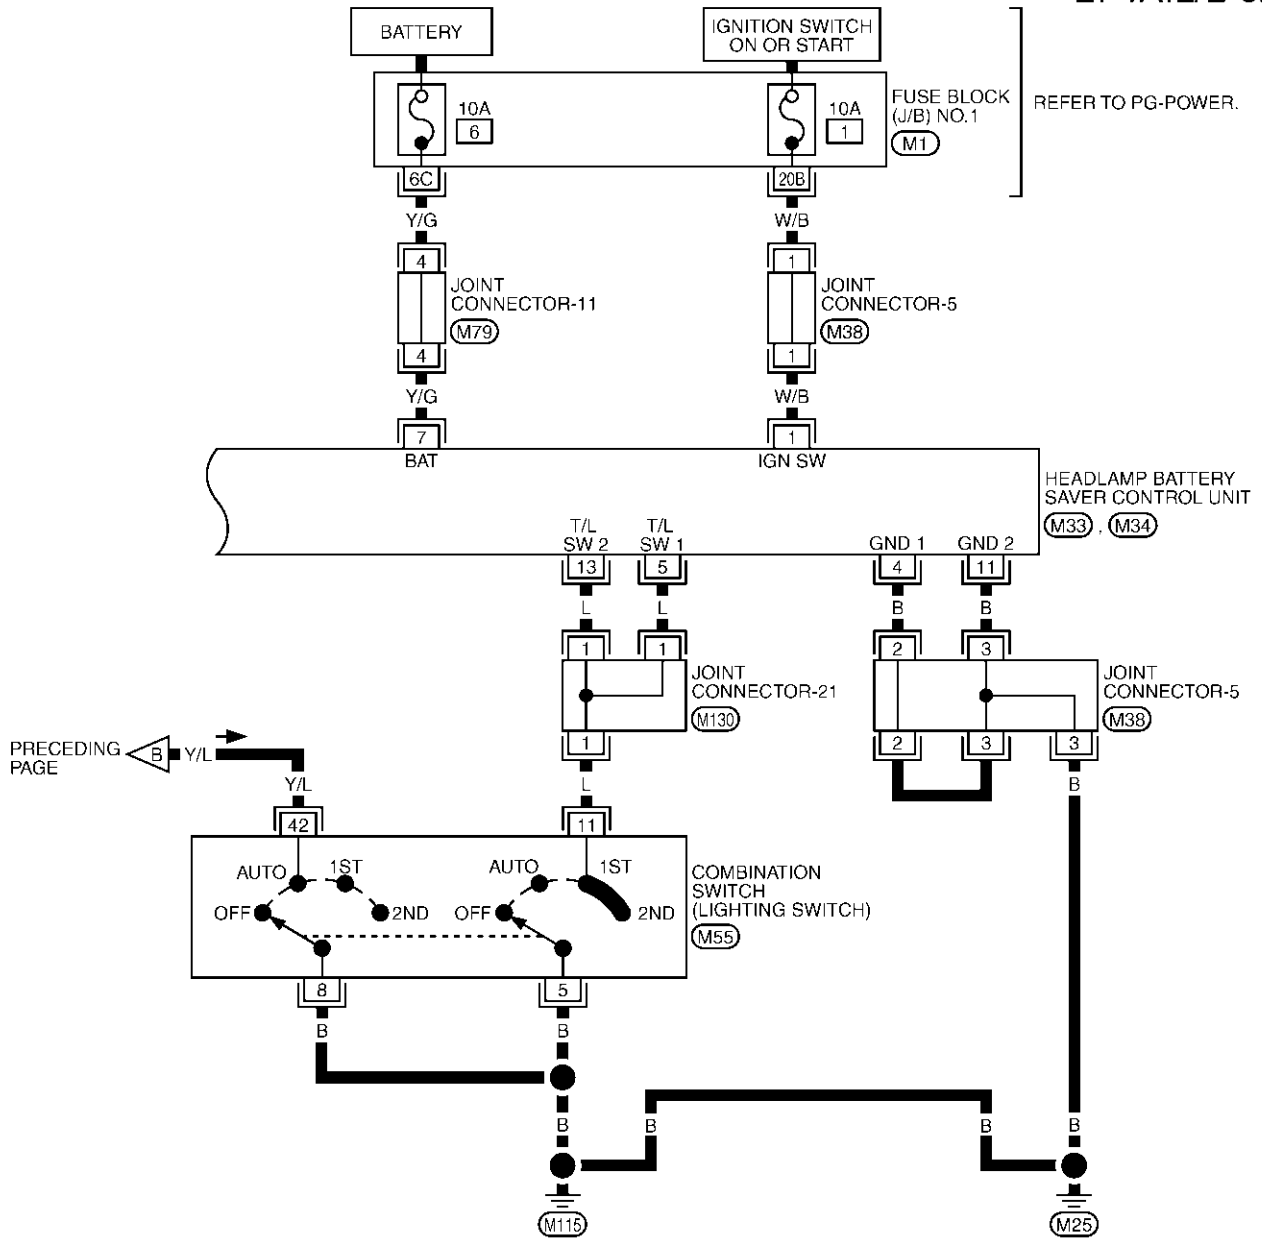 BATTERY
IGNITION SWITCH
ON OR START
10A
6
10A
1
FUSE BLOCK
(J/B) NO.1
M1
REFER TO PG-POWER.
6C
20B
Y/G
W/B
4
1
JOINT
CONNECTOR-11
M79
JOINT
CONNECTOR-5
M38
4
1
Y/G
W/B
7
1
BAT
IGN SW
HEADLAMP BATTERY
SAVER CONTROL UNIT
M33 , M34
T/L
SW 2
T/L
SW 1
GND 1
GND 2
13
5
4
11
L
L
B
B
1
1
2
3
JOINT
CONNECTOR-21
M130
JOINT
CONNECTOR-5
M38
1
2
3
3
PRECEDING
PAGE
B
Y/L
Y/L
L
B
42
11
AUTO
1ST
OFF
2ND
AUTO
1ST
OFF
2ND
COMBINATION
SWITCH
(LIGHTING SWITCH)
M55
8
5
B
B
B
B
B
B
M115
M25